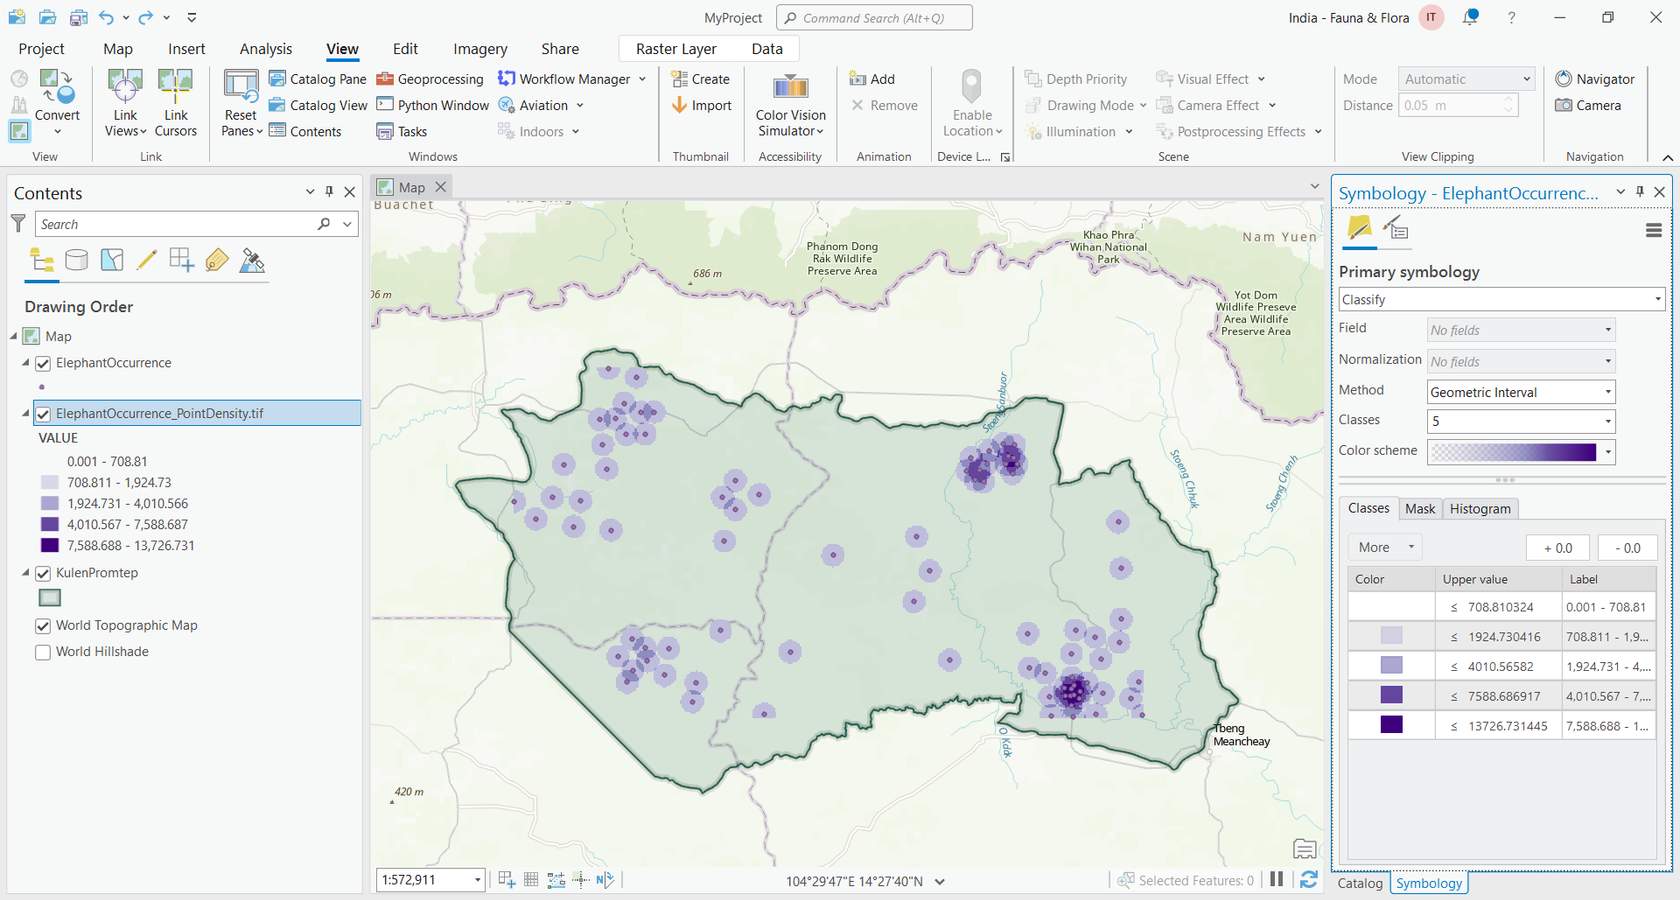 MyProject
Command Search (Alt+Q)
India - Fauna & Flora
IT
?
Project
Map
Insert
Analysis
View
Edit
Imagery
Share
Raster Layer
Data
Convert
View
Link Views
Link Cursors
Link
Reset Panes
Catalog Pane
Catalog View
Contents
Geoprocessing
Python Window
Tasks
Workflow Manager
Aviation
Indoors
Windows
Create
Import
Thumbnail
Color Vision Simulator
Accessibility
Add
Remove
Animation
Enable Location
Device L...
Depth Priority
Drawing Mode
Illumination
Visual Effect
Camera Effect
Postprocessing Effects
Scene
Mode
Automatic
Distance
0.05 m
View Clipping
Navigator
Camera
Navigation
Contents
Search
Drawing Order
Map
ElephantOccurrence
ElephantOccurrence_PointDensity.tif
VALUE
0.001 - 708.81
708.811 - 1,924.73
1,924.731 - 4,010.566
4,010.567 - 7,588.687
7,588.688 - 13,726.731
KulenPromtep
World Topographic Map
World Hillshade
Map
Buachet
Nam Yuen
Phanom Dong
Rak Wildlife
Preserve Area
Khao Phra
Wihan National
Park
686 m
06 m
Yot Dom
Wildlife Preseve
Area Wildlife
Preserve Area
Stoeng Sanbuor
Stoeng Chhuk
Stoeng Chenh
Tbeng
Meancheay
420 m
1:572,911
104°29'47"E 14°27'40"N
Selected Features: 0
Symbology - ElephantOccurrenc...
Primary symbology
Classify
Field
No fields
Normalization
No fields
Method
Geometric Interval
Classes
5
Color scheme
Classes
Mask
Histogram
More
+ 0.0
- 0.0
Color
Upper value
Label
≤ 708.810324
0.001 - 708.81
≤ 1924.730416
708.811 - 1,9...
≤ 4010.56582
1,924.731 - 4,...
≤ 7588.686917
4,010.567 - 7,...
≤ 13726.731445
7,588.688 - 1...
Catalog
Symbology